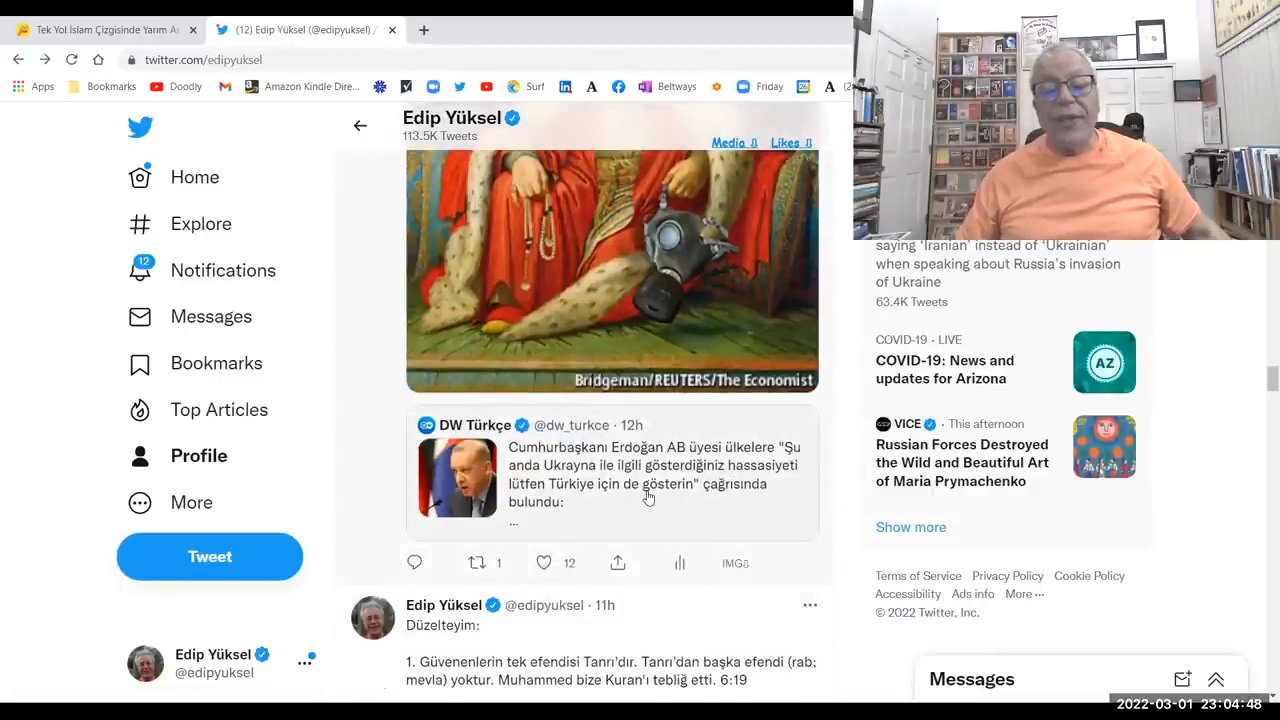 Tek Yol İslam Çizgisinde Yarım A
(12) Edip Yüksel (@edipyuksel) /
twitter.com/edipyuksel
Apps
Bookmarks
Doodly
Amazon Kindle Dire...
Surf
Beltways
Friday
Edip Yüksel
113.5K Tweets
Media ⇩
Likes ⇩
Home
Explore
12
Notifications
Messages
Bookmarks
Top Articles
Profile
More
Tweet
Edip Yüksel
@edipyuksel
Bridgeman/REUTERS/The Economist
DW Türkçe @dw_turkce · 12h
Cumhurbaşkanı Erdoğan AB üyesi ülkelere "Şu
anda Ukrayna ile ilgili gösterdiğiniz hassasiyeti
lütfen Türkiye için de gösterin" çağrısında
bulundu:
...
1
12
IMG⇩
Edip Yüksel @edipyuksel · 11h
Düzelteyim:
1. Güvenenlerin tek efendisi Tanrı'dır. Tanrı'dan başka efendi (rab;
mevla) yoktur. Muhammed bize Kuran'ı tebliğ etti. 6:19
saying 'Iranian' instead of 'Ukrainian'
when speaking about Russia's invasion
of Ukraine
63.4K Tweets
COVID-19 · LIVE
COVID-19: News and
updates for Arizona
AZ
VICE · This afternoon
Russian Forces Destroyed
the Wild and Beautiful Art
of Maria Prymachenko
Show more
Terms of Service Privacy Policy Cookie Policy
Accessibility Ads info More ...
© 2022 Twitter, Inc.
Messages
2022-03-01 23:04:48